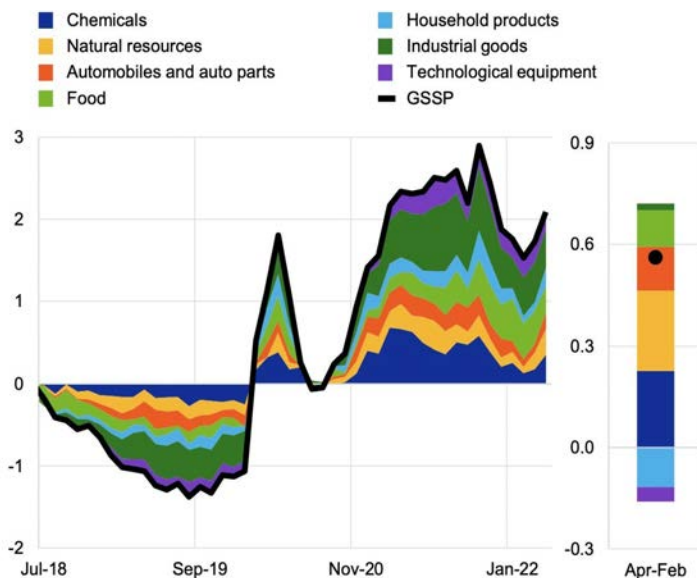 Chemicals
Household products
Natural resources
Industrial goods
Automobiles and auto parts
Technological equipment
Food
GSSP
3
0.9
2
0.6
1
0.3
0
0.0
-1
-2
-0.3
Jul-18 Sep-19 Nov-20 Jan-22 Apr-Feb